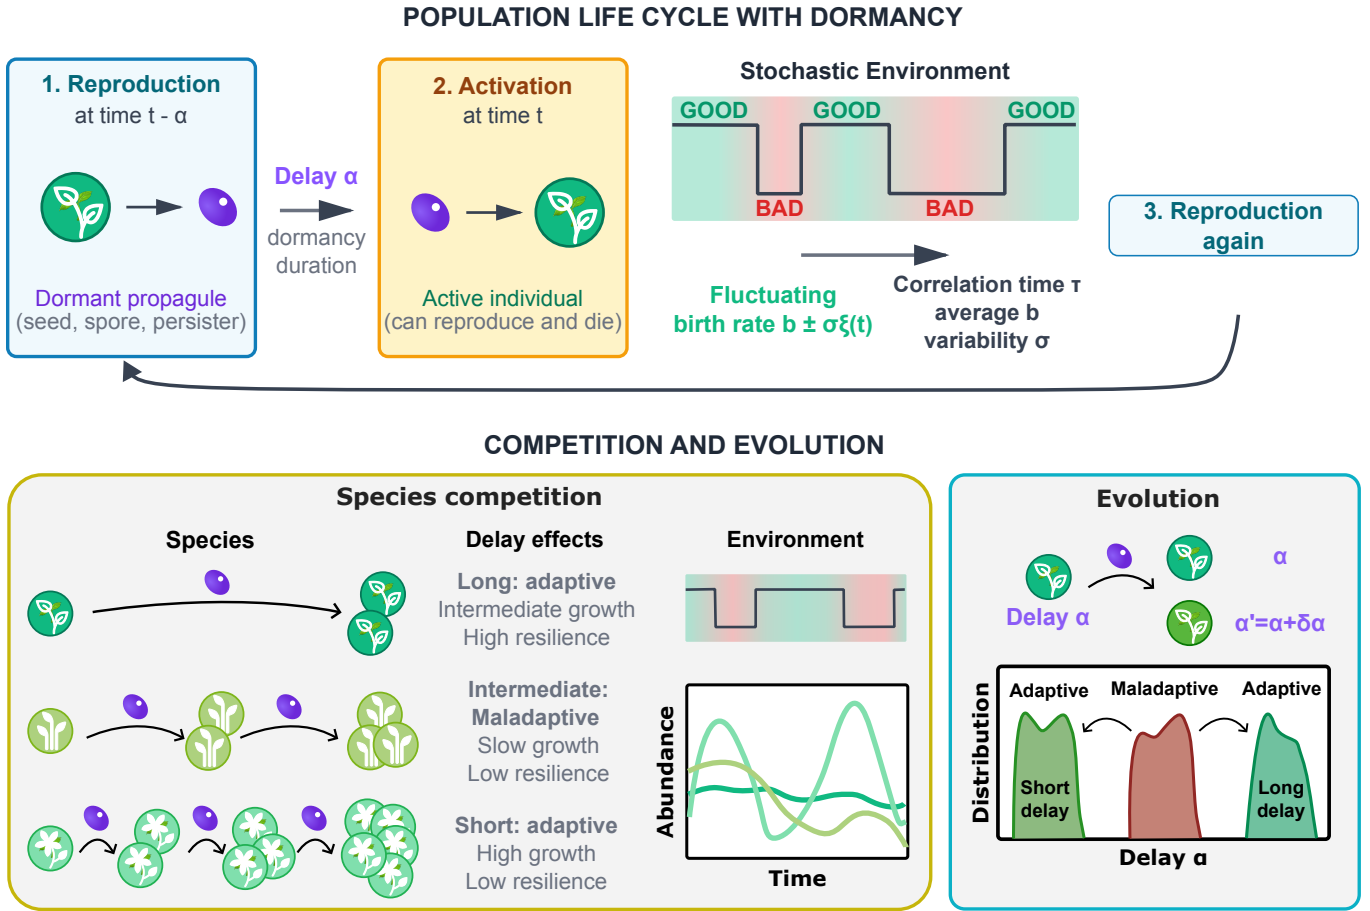 POPULATION LIFE CYCLE WITH DORMANCY
1. Reproduction
at time t - α
Dormant propagule
(seed, spore, persister)
Delay α
dormancy
duration
2. Activation
at time t
Active individual
(can reproduce and die)
Stochastic Environment
GOOD
GOOD
GOOD
BAD
BAD
Fluctuating
birth rate b ± σξ(t)
Correlation time τ
average b
variability σ
3. Reproduction
again
COMPETITION AND EVOLUTION
Species competition
Species
Delay effects
Environment
Long: adaptive
Intermediate growth
High resilience
Intermediate:
Maladaptive
Slow growth
Low resilience
Short: adaptive
High growth
Low resilience
Abundance
Time
Evolution
Delay α
α
α'=α+δα
Distribution
Adaptive
Maladaptive
Adaptive
Short
delay
Long
delay
Delay α